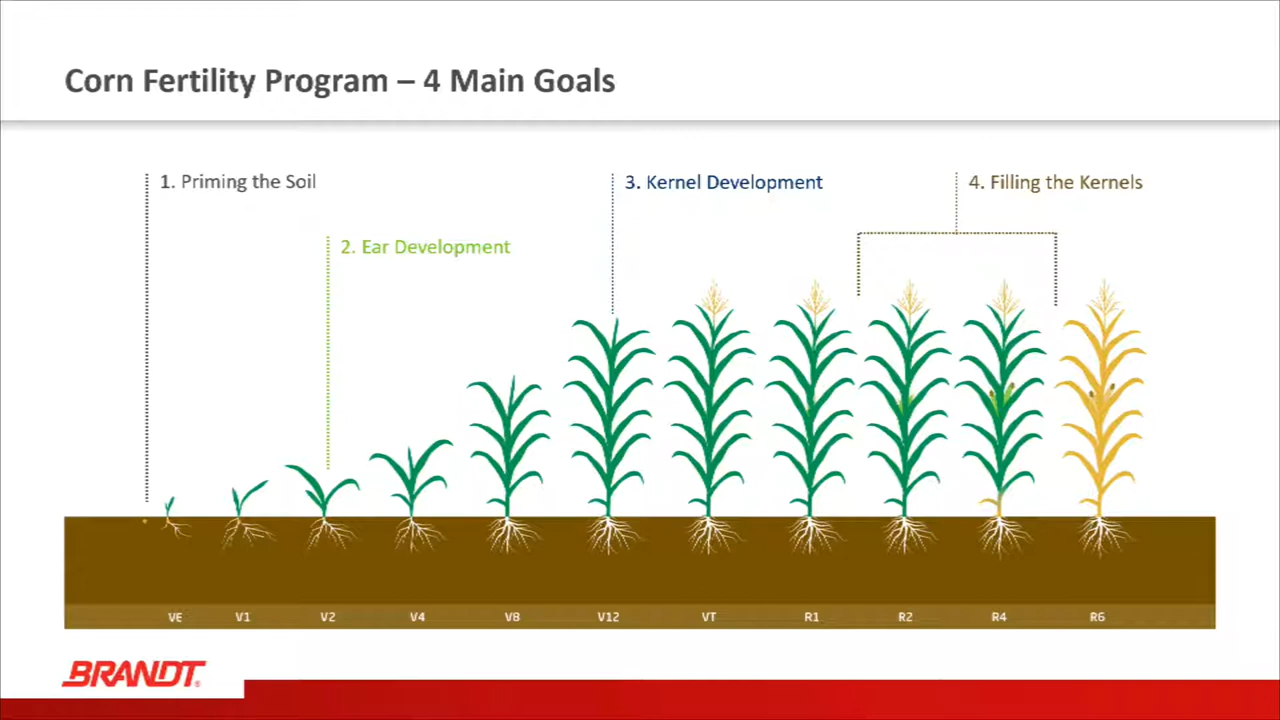 Corn Fertility Program – 4 Main Goals
1. Priming the Soil
3. Kernel Development
4. Filling the Kernels
2. Ear Development
VE V1 V2 V4 V8 V12 VT R1 R2 R4 R6
BRANDT®